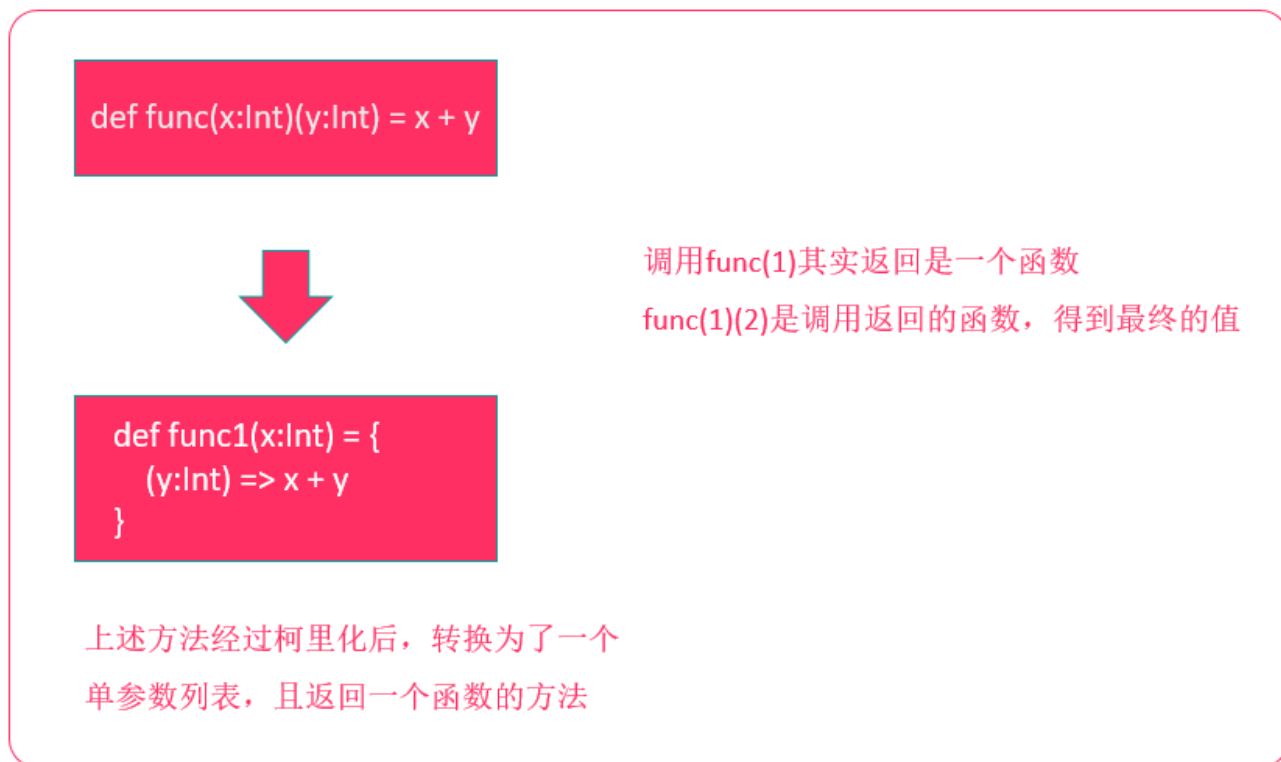 def func(x:Int)(y:Int) = x + y
调用func(1)其实返回是一个函数
func(1)(2)是调用返回的函数，得到最终的值
def func1(x:Int) = {
(y:Int) => x + y
}
上述方法经过柯里化后，转换为了一个
单参数列表，且返回一个函数的方法